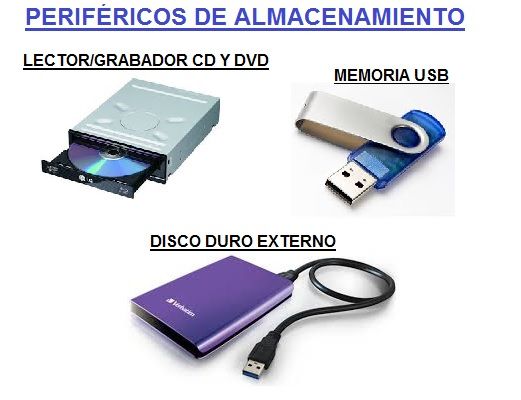 PERIFÉRICOS DE ALMACENAMIENTO
LECTOR/GRABADOR CD Y DVD
MEMORIA USB
DISCO DURO EXTERNO
Verbatim